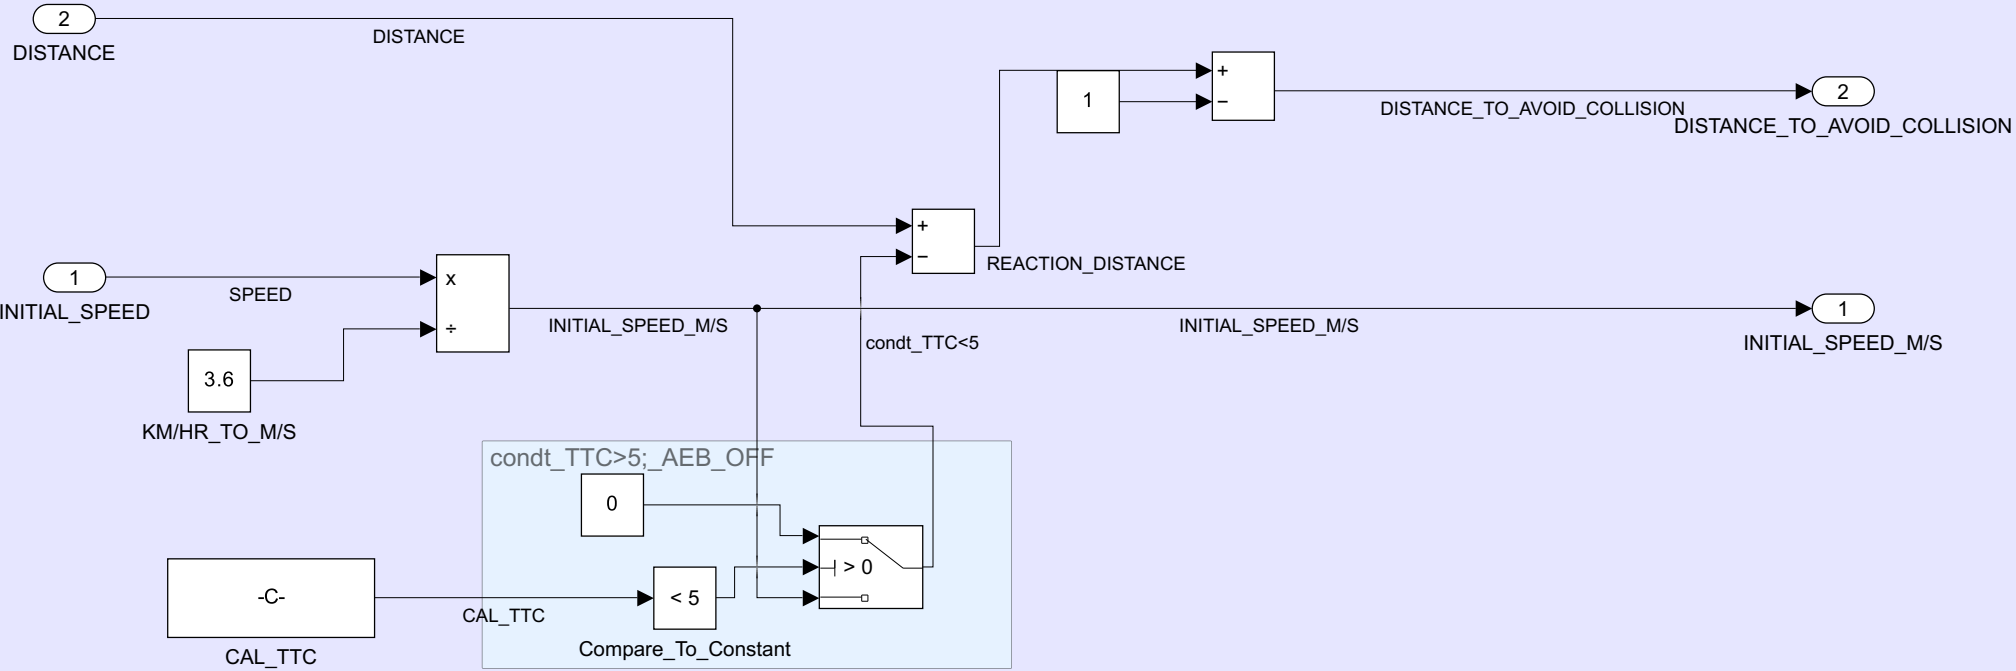 2
DISTANCE
DISTANCE
+
−
1
DISTANCE_TO_AVOID_COLLISION
2
DISTANCE_TO_AVOID_COLLISION
+
−
REACTION_DISTANCE
1
INITIAL_SPEED
SPEED
x
÷
INITIAL_SPEED_M/S
INITIAL_SPEED_M/S
1
INITIAL_SPEED_M/S
condt_TTC<5
3.6
KM/HR_TO_M/S
condt_TTC>5;_AEB_OFF
0
> 0
-C-
CAL_TTC
CAL_TTC
< 5
Compare_To_Constant